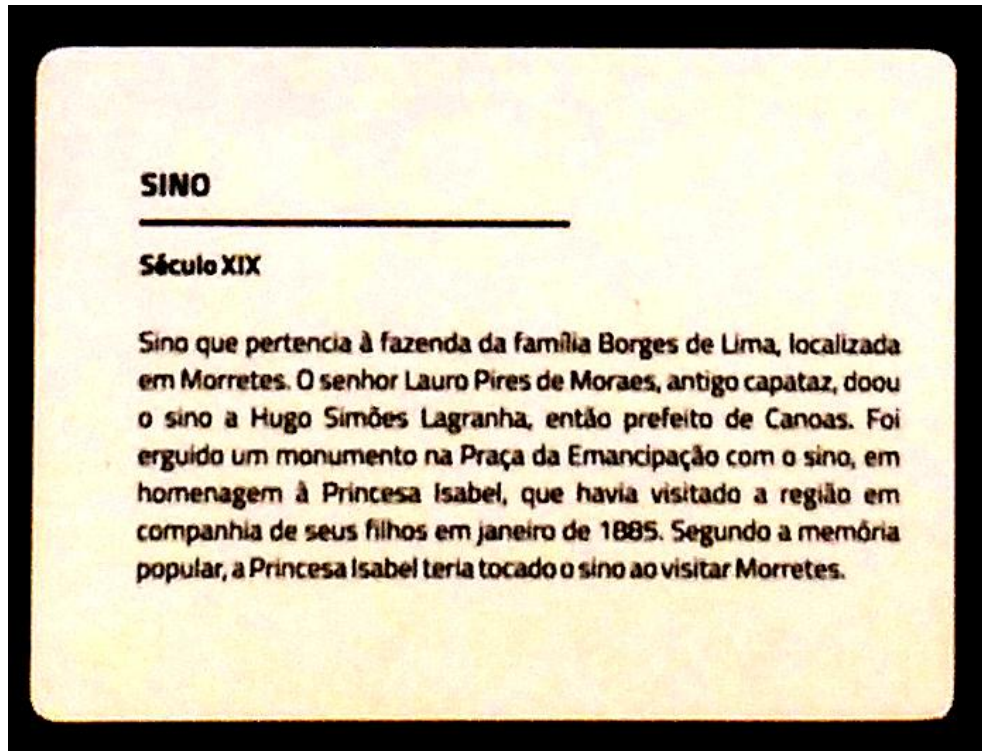 SINO
Século XIX
Sino que pertencia à fazenda da família Borges de Lima, localizada
em Morretes. O senhor Lauro Pires de Moraes, antigo capataz, doou
o sino a Hugo Simões Lagranha, então prefeito de Canoas. Foi
erguido um monumento na Praça da Emancipação com o sino, em
homenagem à Princesa Isabel, que havia visitado a região em
companhia de seus filhos em janeiro de 1885. Segundo a memória
popular, a Princesa Isabel teria tocado o sino ao visitar Morretes.